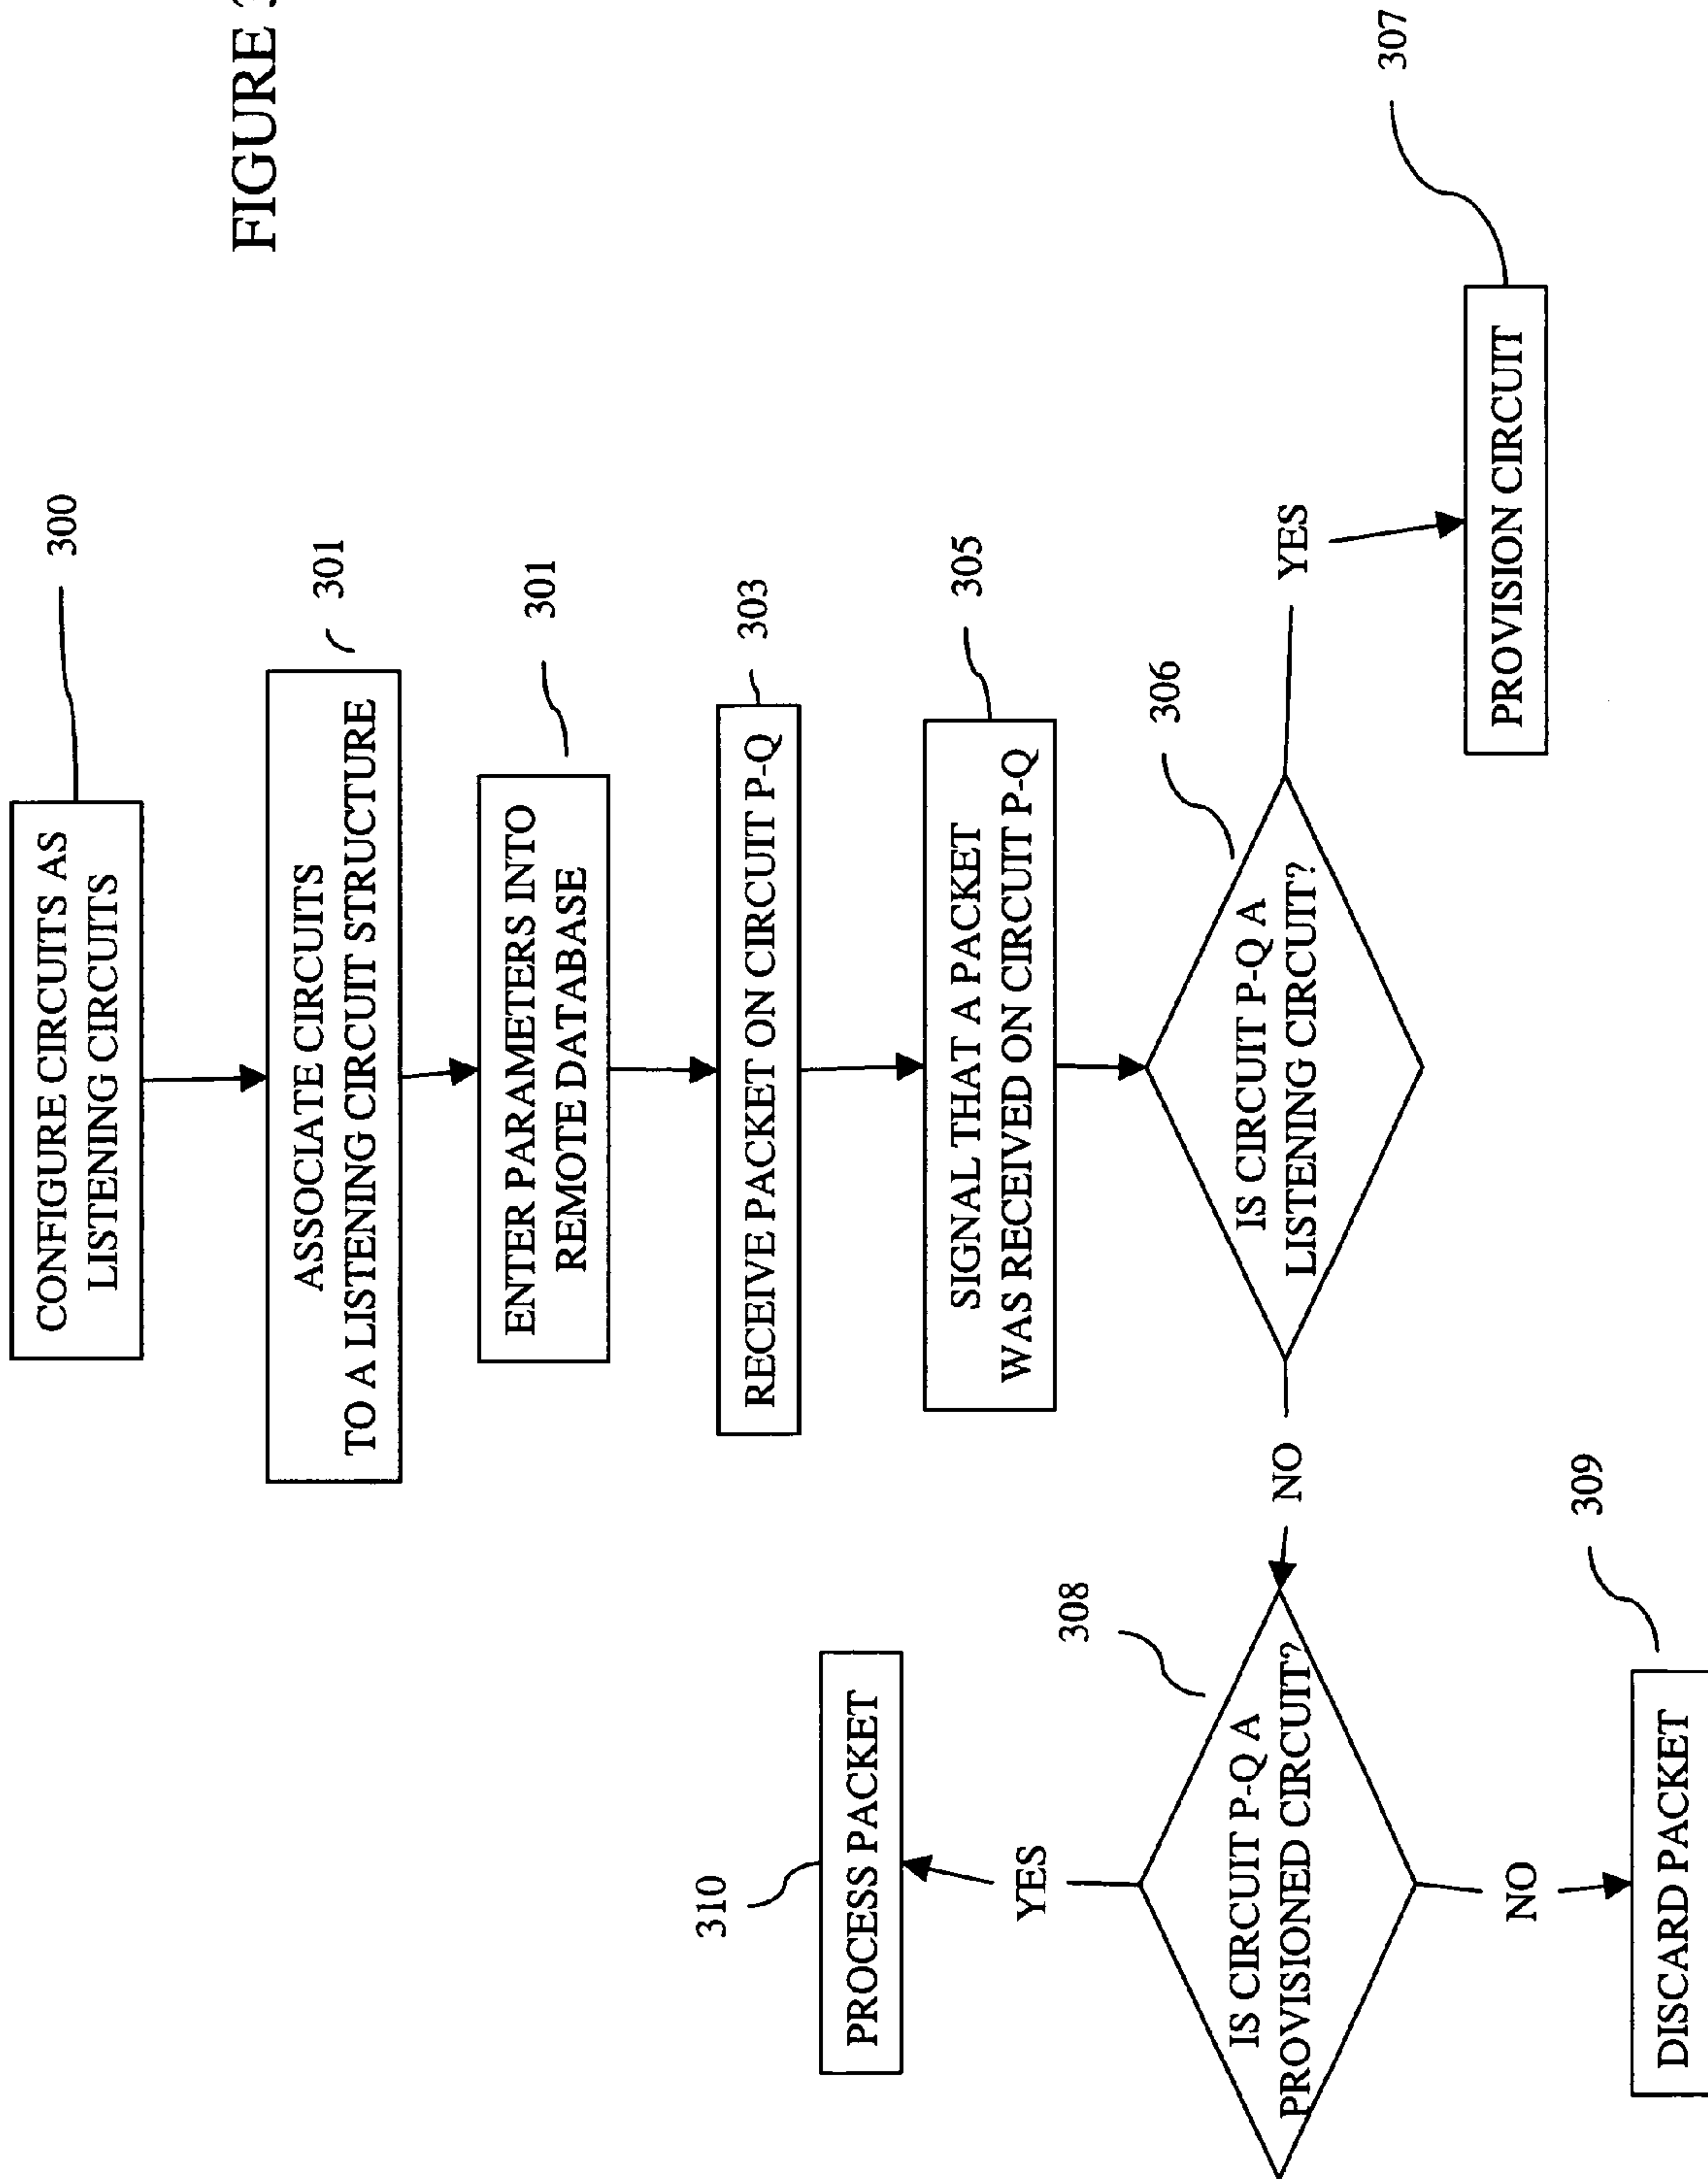 FIGURE
300
CONFIGURE CIRCUITS AS
LISTENING CIRCUITS
301
ASSOCIATE CIRCUITS
TO A LISTENING CIRCUIT STRUCTURE
301
ENTER PARAMETERS INTO
REMOTE DATABASE
303
RECEIVE PACKET ON CIRCUIT P-Q
305
SIGNAL THAT A PACKET
WAS RECEIVED ON CIRCUIT P-Q
306
IS CIRCUIT P-Q A
LISTENING CIRCUIT?
YES
307
PROVISION CIRCUIT
NO
308
IS CIRCUIT P-Q A
PROVISIONED CIRCUIT?
YES
310
PROCESS PACKET
NO
309
DISCARD PACKET